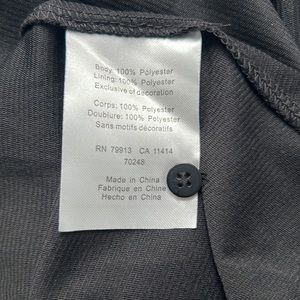 Body: 100% Polyester
Lining: 100% Polyester
Exclusive of decoration
Corps: 100% Polyester
Doublure: 100% Polyester
Sans motifs décoratifs
RN 79913 CA 11414
70248
Made in China
Fabriqué en Chine
Hecho en China